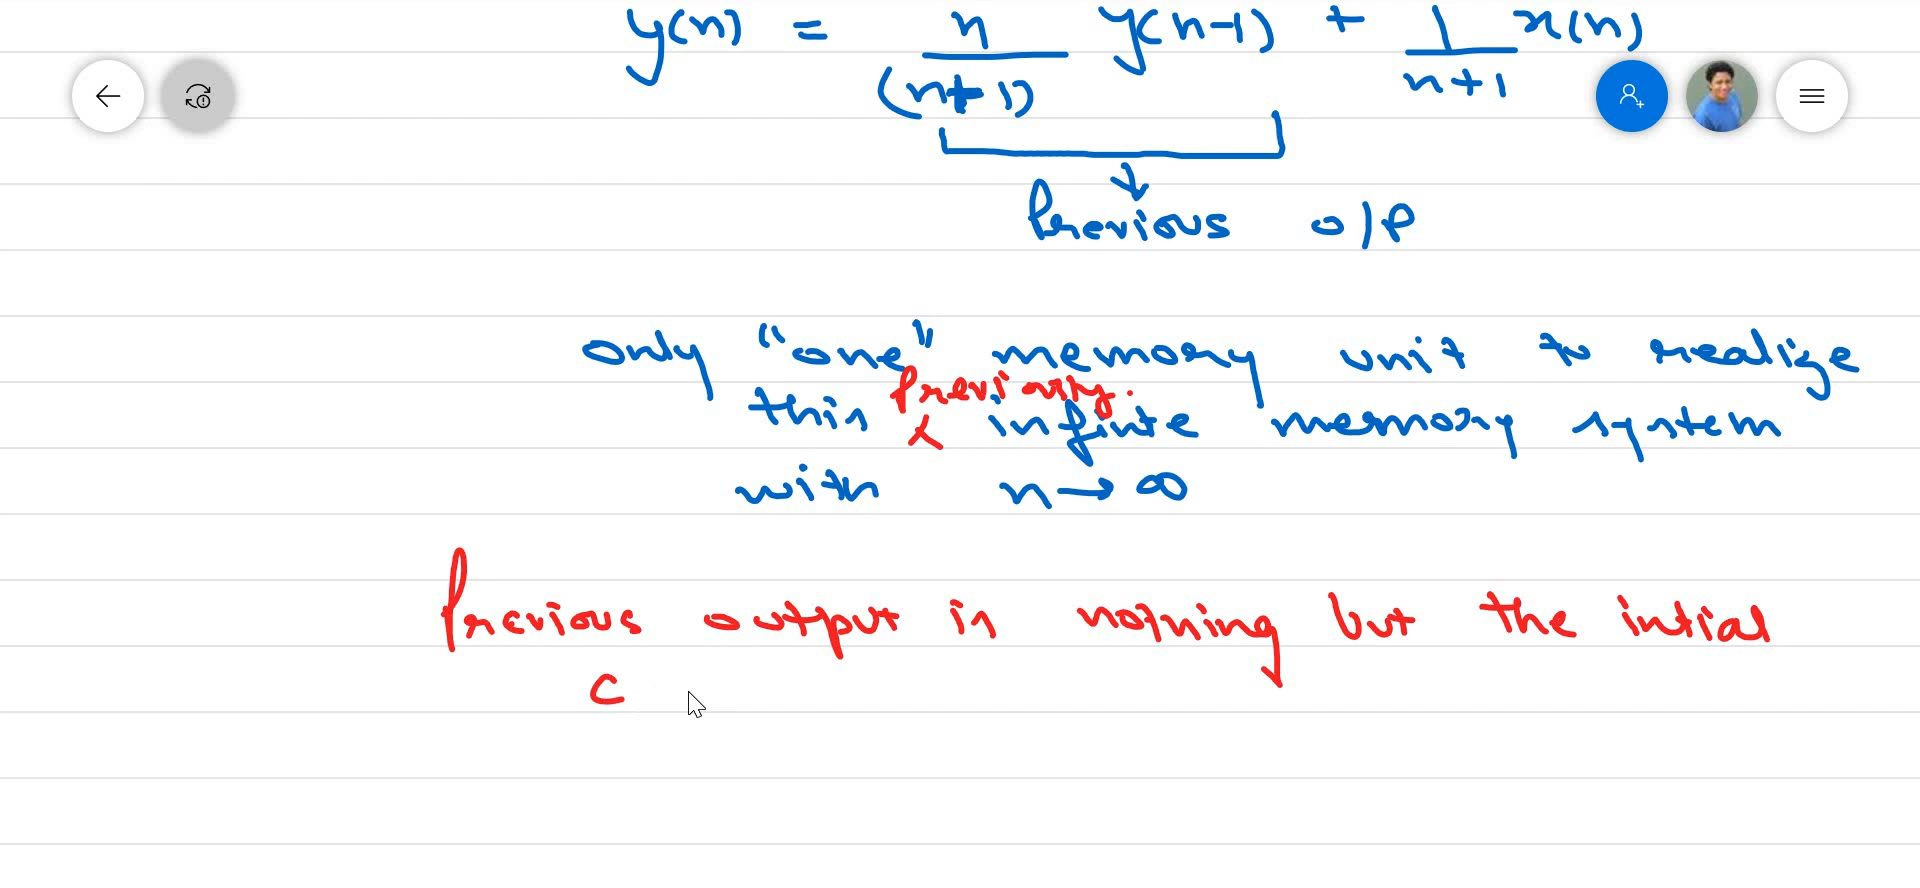 y(n) = n/(n+1) y(n-1) + 1/n+1 x(n)
Previous o/p
only "one" memory unit to realize
previously.
this infinte memory system
with n → ∞
Previous output is nothing but the intial
c